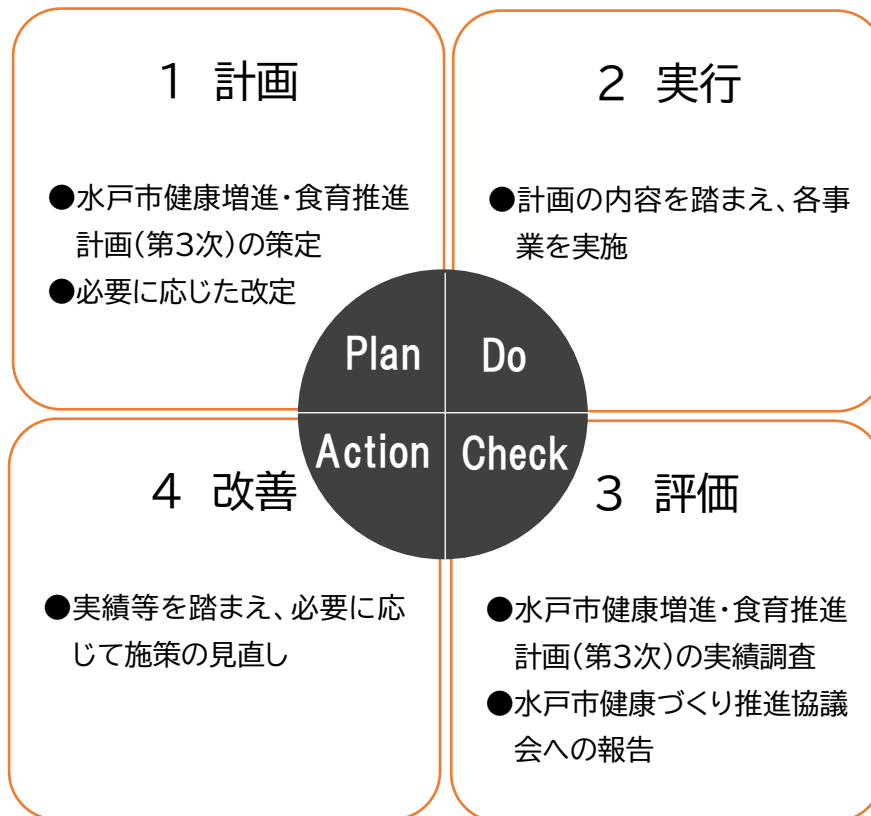 1 計画
●水戸市健康増進・食育推進
計画(第3次)の策定
●必要に応じた改定
2 実行
●計画の内容を踏まえ、各事
業を実施
Plan
Do
Action
Check
4 改善
●実績等を踏まえ、必要に応
じて施策の見直し
3 評価
●水戸市健康増進・食育推進
計画(第3次)の実績調査
●水戸市健康づくり推進協議
会への報告